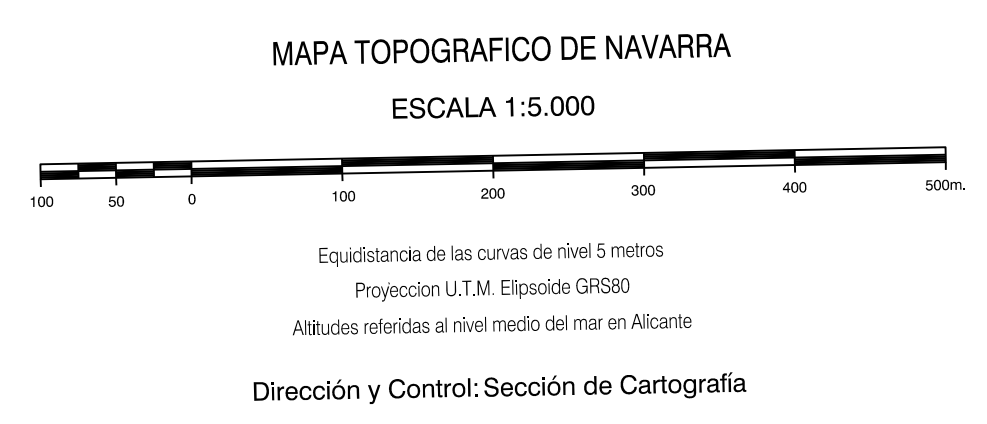 MAPA TOPOGRAFICO DE NAVARRA
ESCALA 1:5.000
100 50 0 100 200 300 400 500m.
Equidistancia de las curvas de nivel 5 metros
Proyeccion U.T.M. Elipsoide GRS80
Altitudes referidas al nivel medio del mar en Alicante
Dirección y Control: Sección de Cartografía